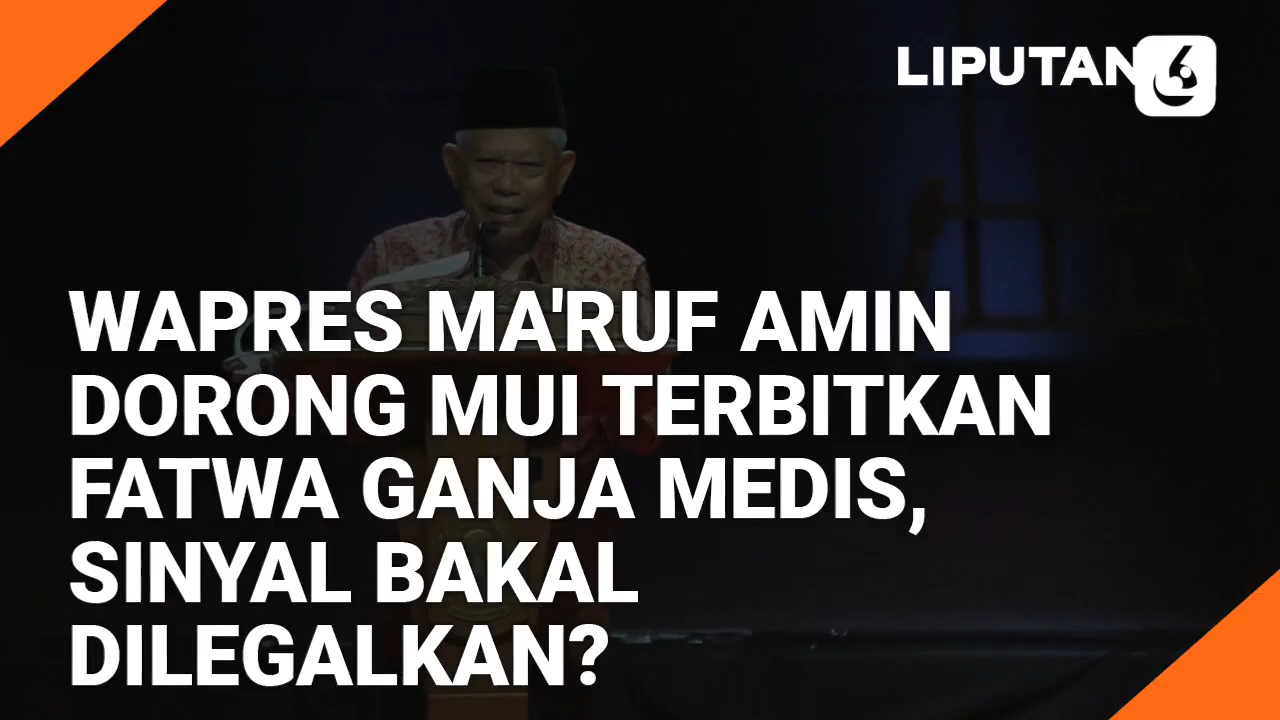 LIPUTAN6
WAPRES MA'RUF AMIN
DORONG MUI TERBITKAN
FATWA GANJA MEDIS,
SINYAL BAKAL
DILEGALKAN?